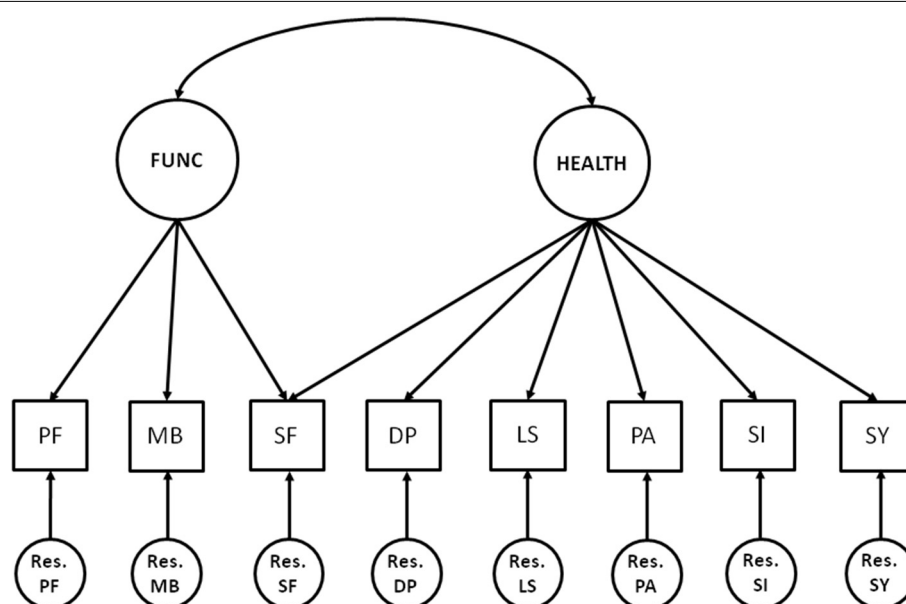 FUNC
HEALTH
PF
MB
SF
DP
LS
PA
SI
SY
Res.
PF
Res.
MB
Res.
SF
Res.
DP
Res.
LS
Res.
PA
Res.
SI
Res.
SY